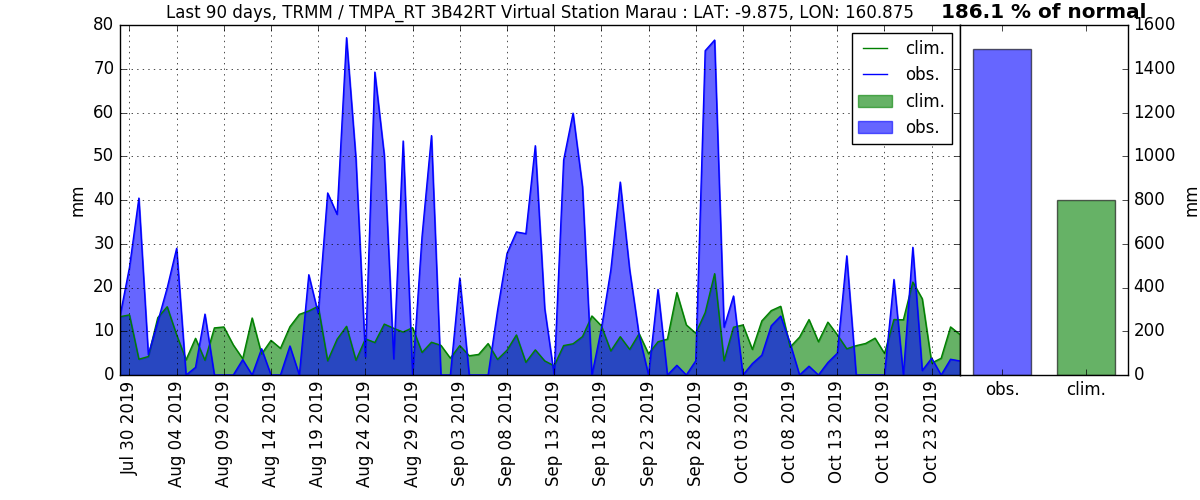 Last 90 days, TRMM / TMPA_RT 3B42RT Virtual Station Marau : LAT: -9.875, LON: 160.875
186.1 % of normal
80
70
60
50
40
30
20
10
0
mm
clim.
obs.
clim.
obs.
1600
1400
1200
1000
800
600
400
200
0
mm
obs.
clim.
Jul 30 2019
Aug 04 2019
Aug 09 2019
Aug 14 2019
Aug 19 2019
Aug 24 2019
Aug 29 2019
Sep 03 2019
Sep 08 2019
Sep 13 2019
Sep 18 2019
Sep 23 2019
Sep 28 2019
Oct 03 2019
Oct 08 2019
Oct 13 2019
Oct 18 2019
Oct 23 2019